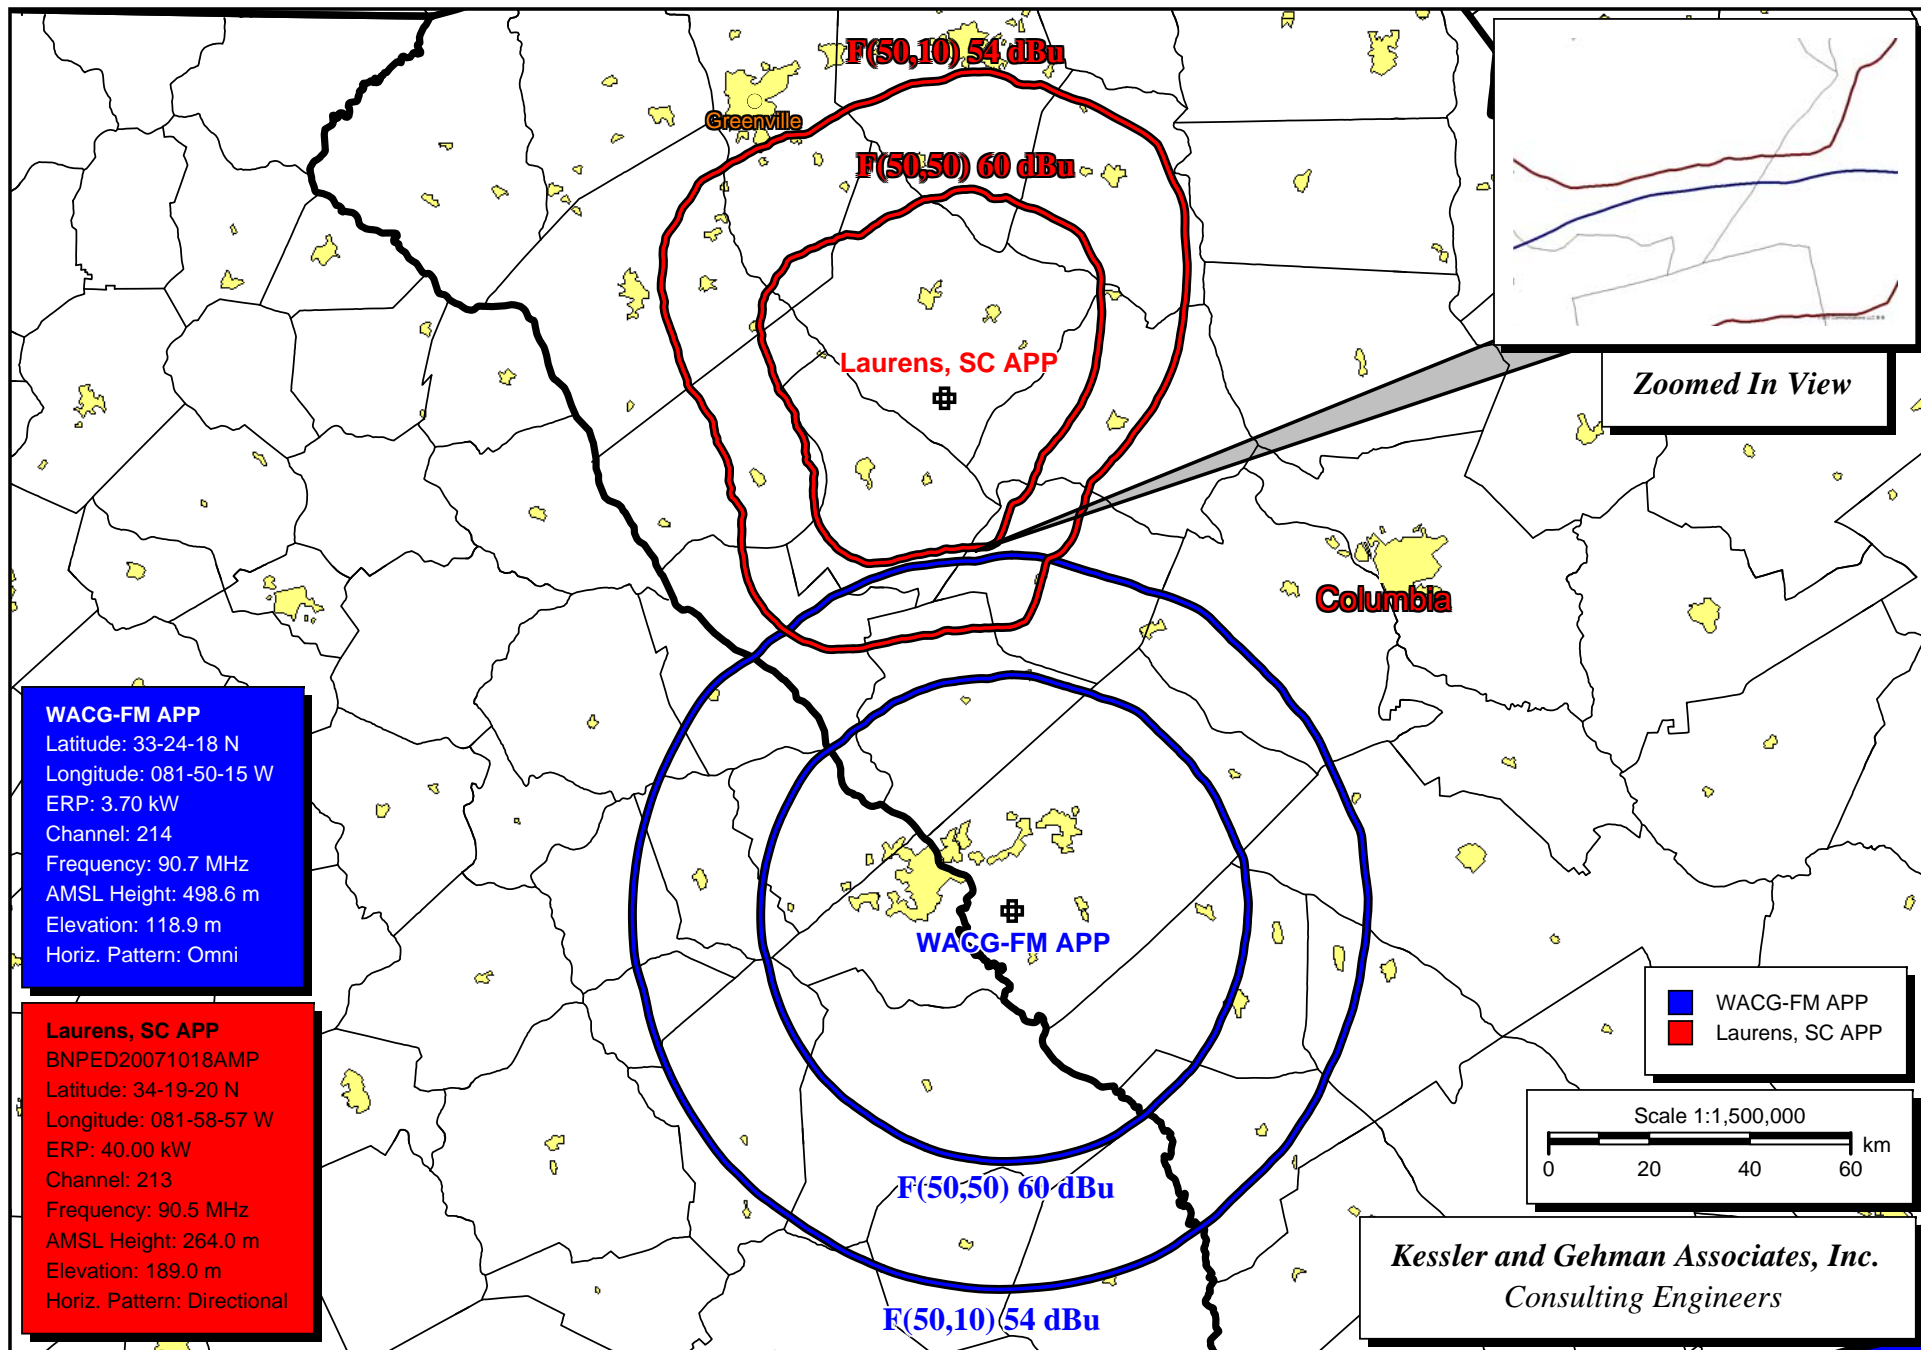 F(50,10) 54 dBu
Greenville
F(50,50) 60 dBu
Laurens, SC APP
Zoomed In View
Columbia
WACG-FM APP
Latitude: 33-24-18 N
Longitude: 081-50-15 W
ERP: 3.70 kW
Channel: 214
Frequency: 90.7 MHz
AMSL Height: 498.6 m
Elevation: 118.9 m
Horiz. Pattern: Omni
WACG-FM APP
Laurens, SC APP
BNPED20071018AMP
Latitude: 34-19-20 N
Longitude: 081-58-57 W
ERP: 40.00 kW
Channel: 213
Frequency: 90.5 MHz
AMSL Height: 264.0 m
Elevation: 189.0 m
Horiz. Pattern: Directional
WACG-FM APP
Laurens, SC APP
Scale 1:1,500,000
km
0 20 40 60
F(50,50) 60 dBu
F(50,10) 54 dBu
Kessler and Gehman Associates, Inc.
Consulting Engineers